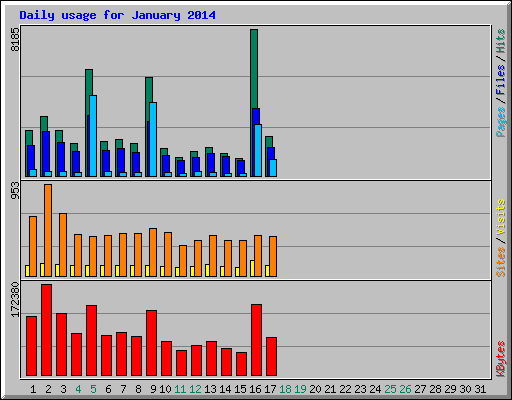 Daily usage for January 2014
8185
Pages / Files / Hits
953
Sites / Visits
172380
KBytes
1 2 3 4 5 6 7 8 9 10 11 12 13 14 15 16 17 18 19 20 21 22 23 24 25 26 27 28 29 30 31